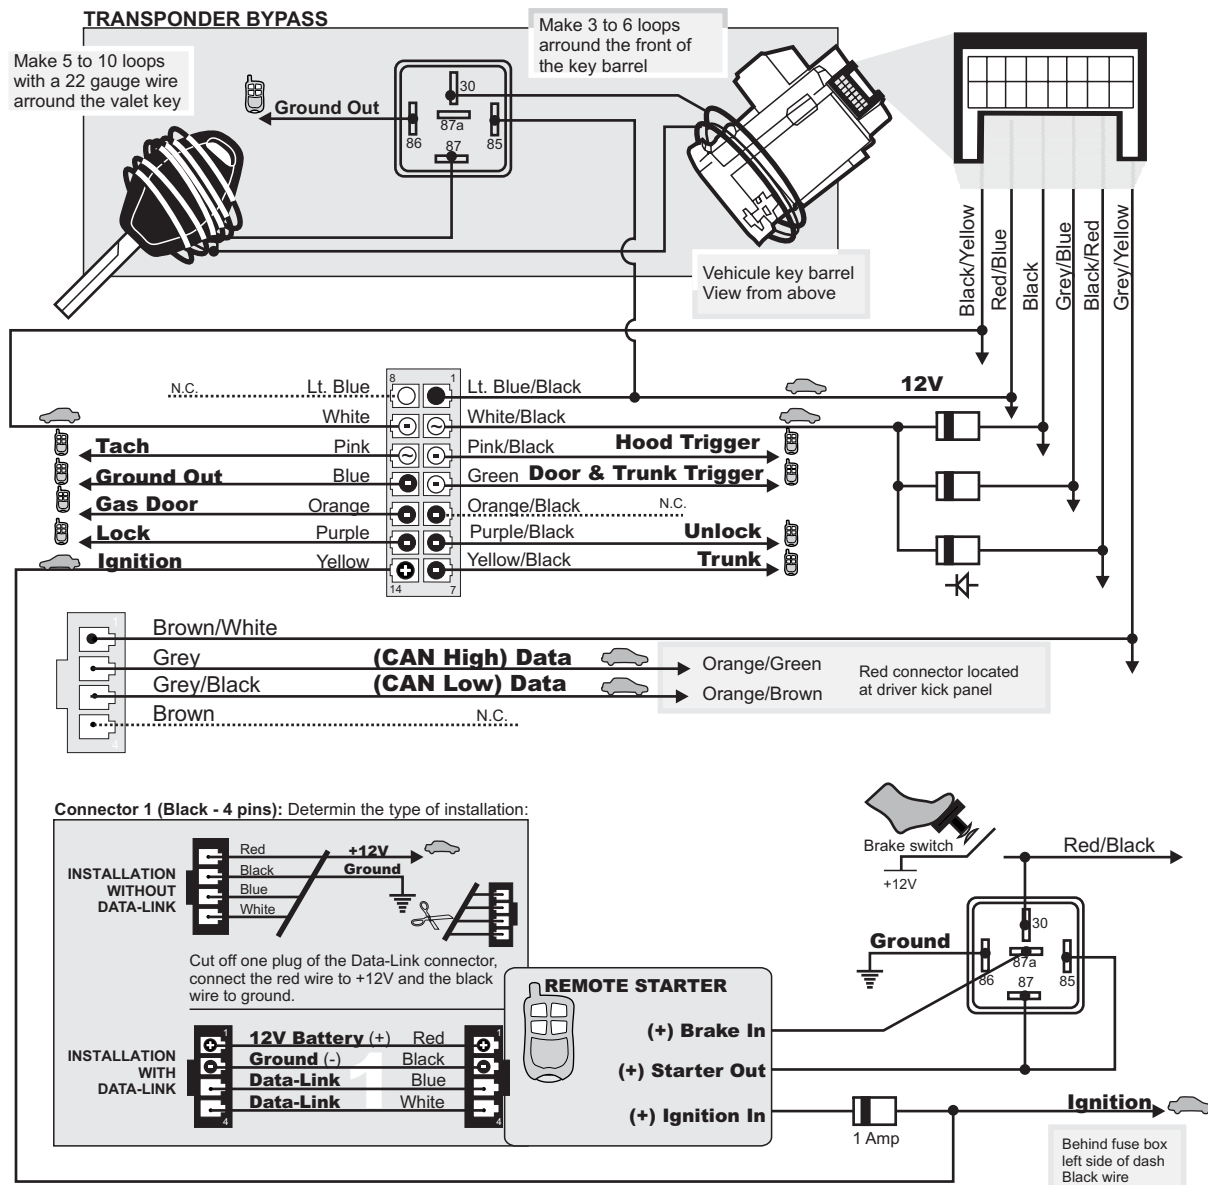 TRANSPONDER BYPASS
Make 5 to 10 loops
with a 22 gauge wire
arround the valet key
Make 3 to 6 loops
arround the front of
the key barrel
Ground Out
30
87a
86
87
85
Vehicule key barrel
View from above
Black/Yellow
Red/Blue
Black
Grey/Blue
Black/Red
Grey/Yellow
8
1
N.C.
Lt. Blue
Lt. Blue/Black
12V
White
White/Black
Tach
Pink
Pink/Black
Hood Trigger
Ground Out
Blue
Green
Door & Trunk Trigger
Gas Door
Orange
Orange/Black
N.C.
Lock
Purple
Purple/Black
Unlock
Ignition
Yellow
Yellow/Black
Trunk
14
7
1
Brown/White
Grey
(CAN High) Data
Orange/Green
Grey/Black
(CAN Low) Data
Orange/Brown
Red connector located
at driver kick panel
Brown
N.C.
4
Connector 1 (Black - 4 pins): Determin the type of installation:
INSTALLATION
WITHOUT
DATA-LINK
Red
+12V
Black
Ground
Blue
White
Cut off one plug of the Data-Link connector,
connect the red wire to +12V and the black
wire to ground.
INSTALLATION
WITH
DATA-LINK
1
12V Battery (+)
Red
1
Ground (-)
Black
Data-Link
Blue
Data-Link
White
4
4
1
REMOTE STARTER
(+) Brake In
(+) Starter Out
(+) Ignition In
Brake switch
+12V
Red/Black
Ground
30
87a
86
87
85
1 Amp
Ignition
Behind fuse box
left side of dash
Black wire